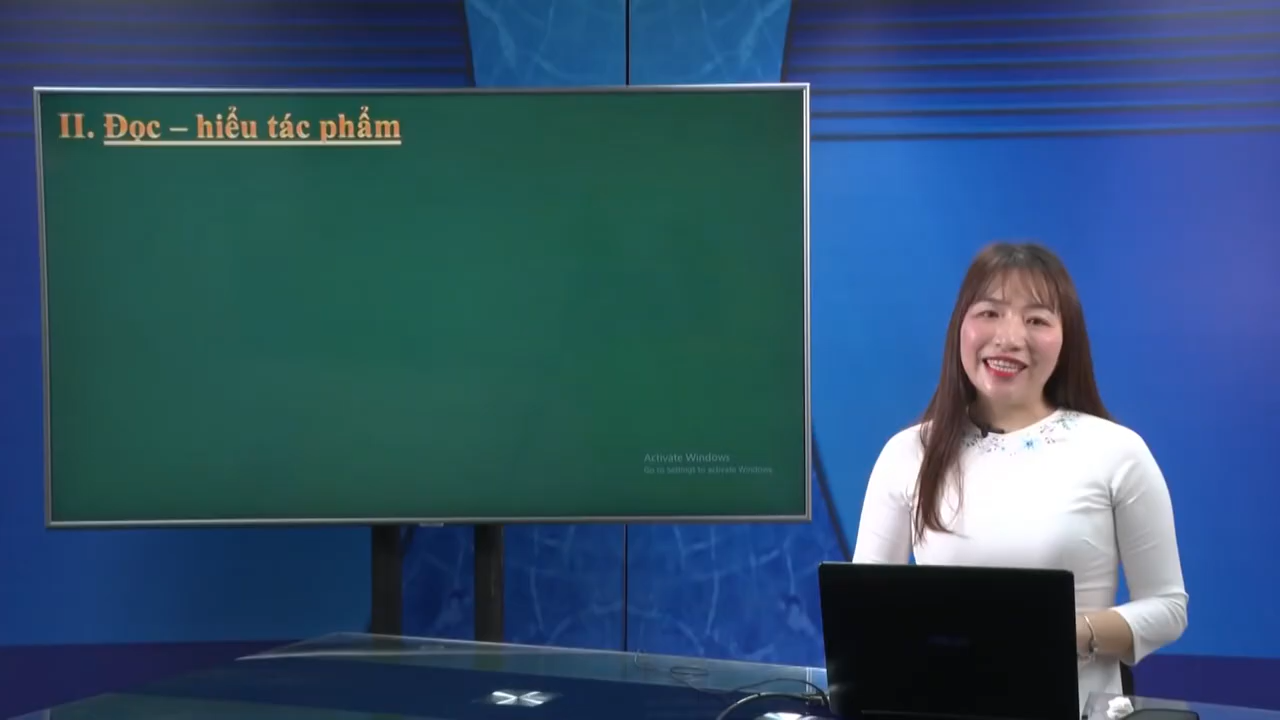 II. Đọc – hiểu tác phẩm
Activate Windows
Go to Settings to activate Windows.